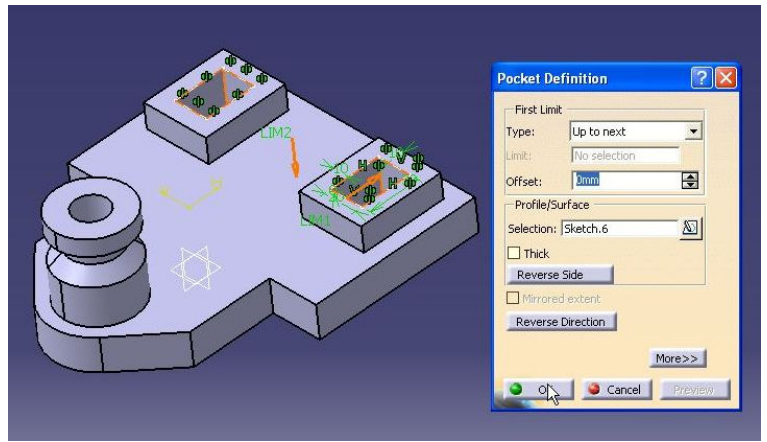 Pocket Definition
First Limit
Type: Up to next
Limit: No selection
Offset: 0mm
Profile/Surface
Selection: Sketch.6
Thick
Reverse Side
Mirrored extent
Reverse Direction
More>>
Cancel
Preview
LIM2
LIM1
10
H
V
H